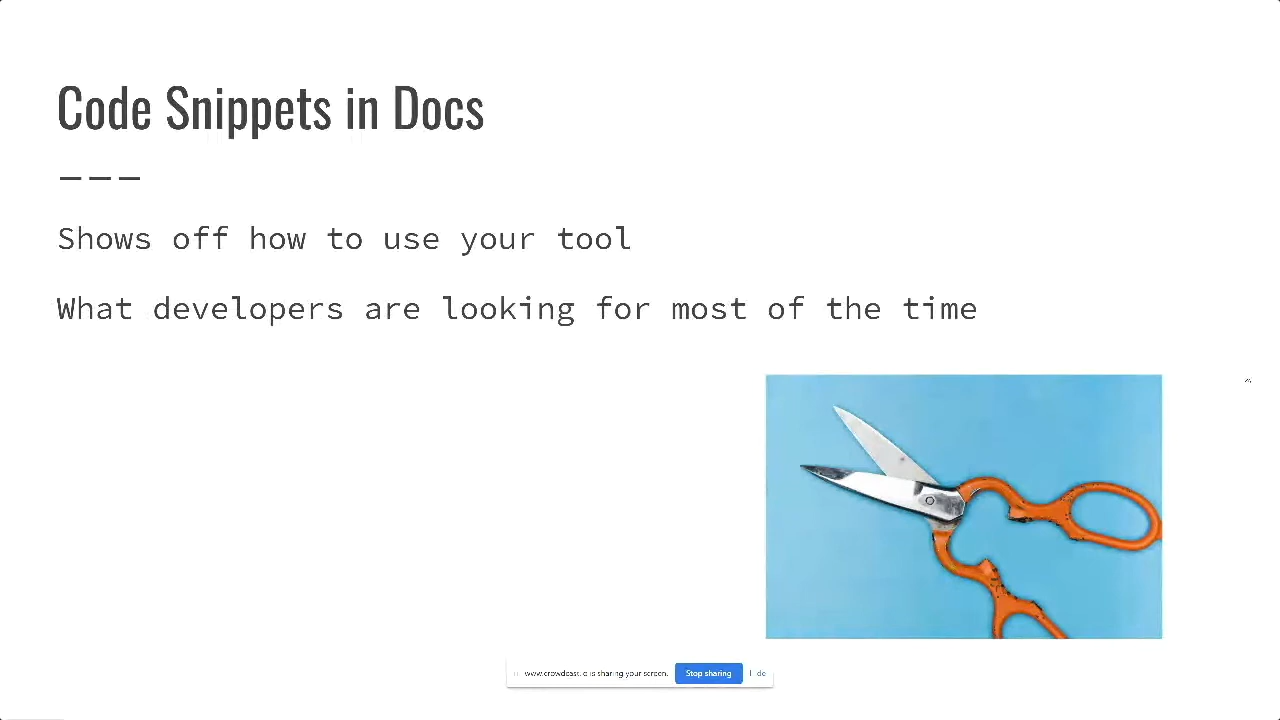 Code Snippets in Docs
———
Shows off how to use your tool
What developers are looking for most of the time
www.crowdcast.io is sharing your screen. Stop sharing Hide